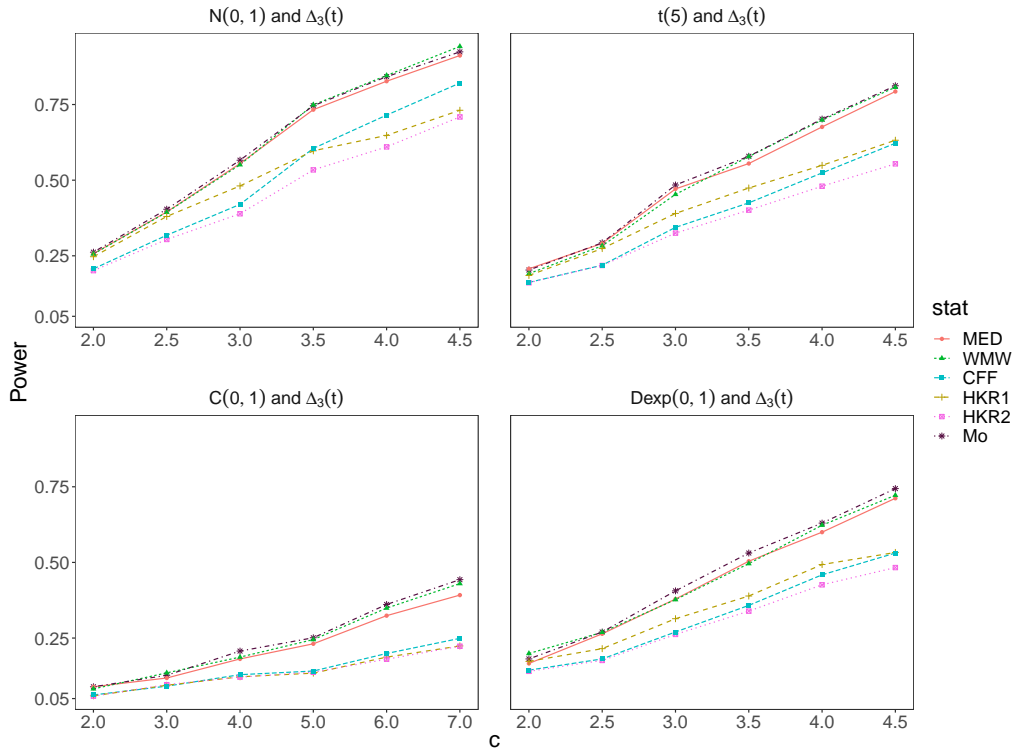 N(0, 1) and Δ₃(t)
t(5) and Δ₃(t)
0.75
0.50
0.25
0.05
2.0 2.5 3.0 3.5 4.0 4.5
2.0 2.5 3.0 3.5 4.0 4.5
Power
C(0, 1) and Δ₃(t)
Dexp(0, 1) and Δ₃(t)
0.75
0.50
0.25
0.05
2.0 3.0 4.0 5.0 6.0 7.0
2.0 2.5 3.0 3.5 4.0 4.5
c
stat
MED
WMW
CFF
HKR1
HKR2
Mo